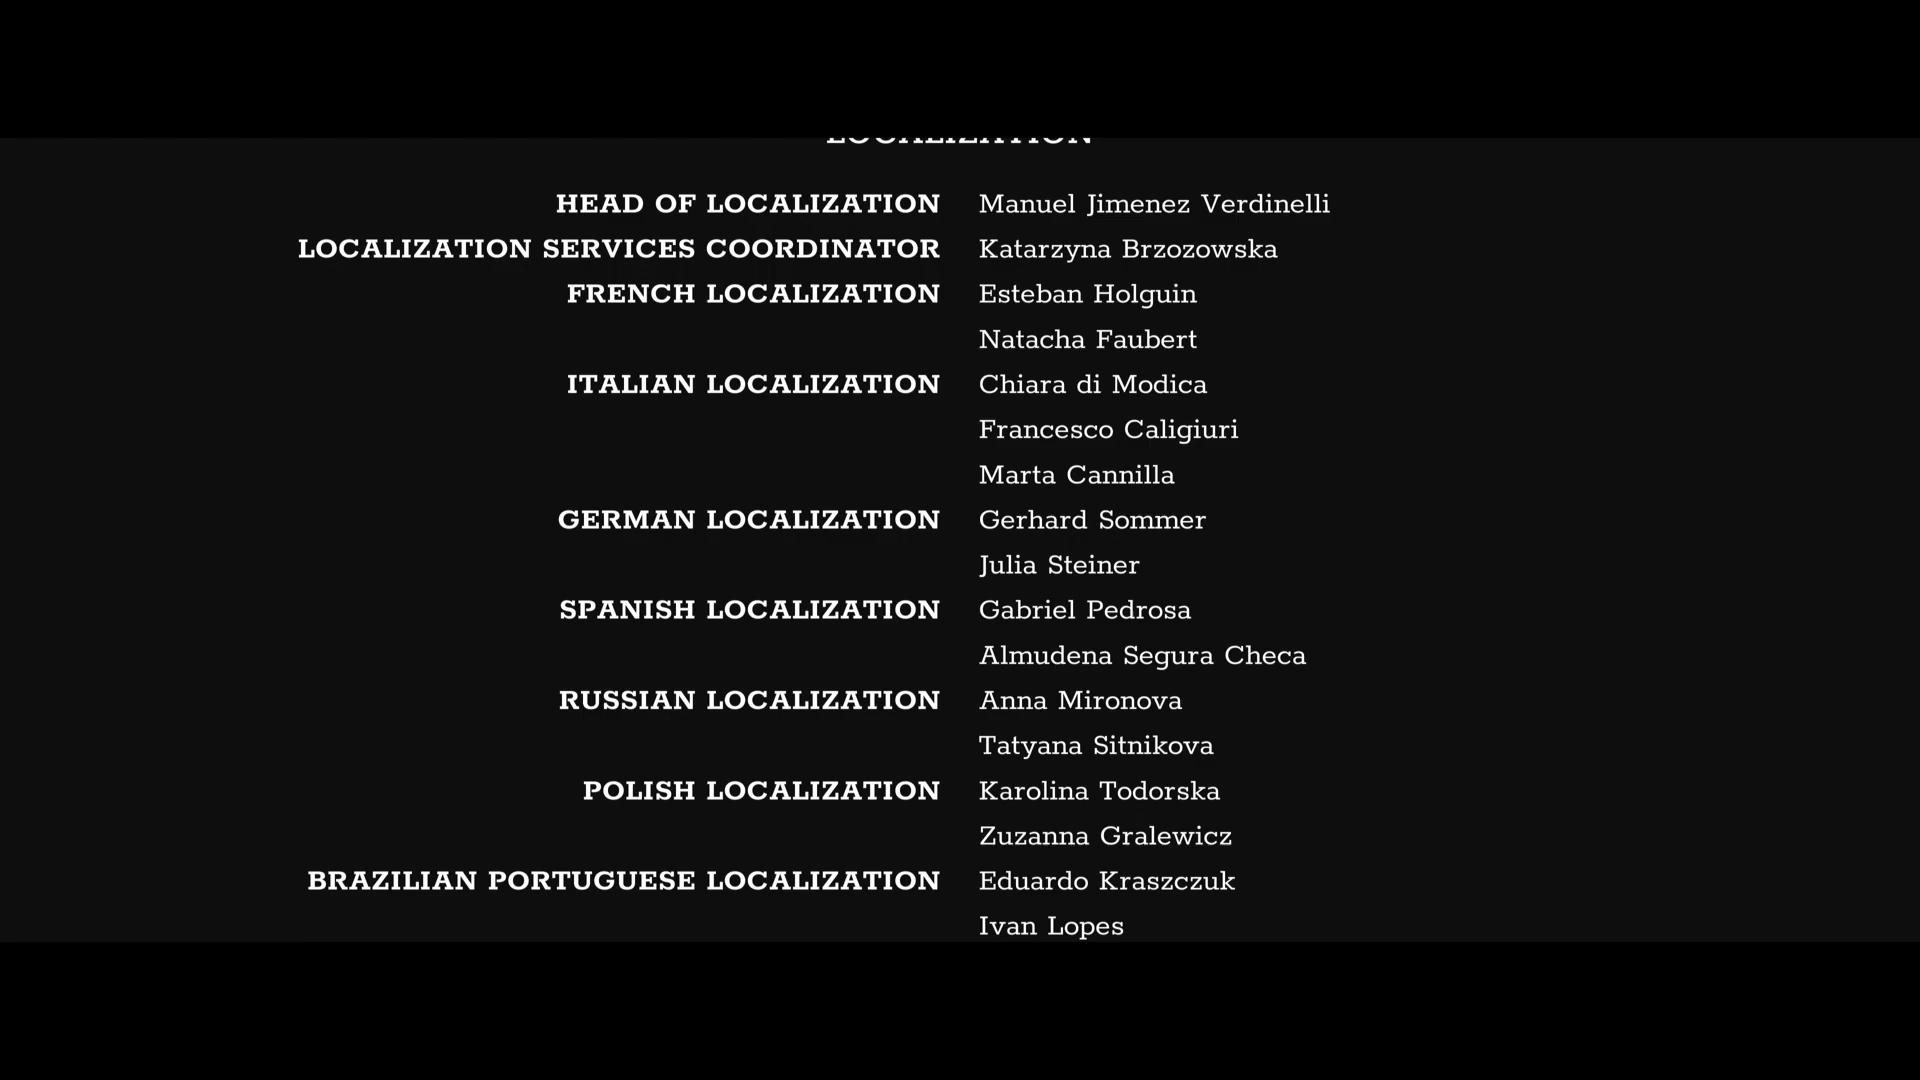 LOCALIZATION
HEAD OF LOCALIZATION Manuel Jimenez Verdinelli
LOCALIZATION SERVICES COORDINATOR Katarzyna Brzozowska
FRENCH LOCALIZATION Esteban Holguin
Natacha Faubert
ITALIAN LOCALIZATION Chiara di Modica
Francesco Caligiuri
Marta Cannilla
GERMAN LOCALIZATION Gerhard Sommer
Julia Steiner
SPANISH LOCALIZATION Gabriel Pedrosa
Almudena Segura Checa
RUSSIAN LOCALIZATION Anna Mironova
Tatyana Sitnikova
POLISH LOCALIZATION Karolina Todorska
Zuzanna Gralewicz
BRAZILIAN PORTUGUESE LOCALIZATION Eduardo Kraszczuk
Ivan Lopes